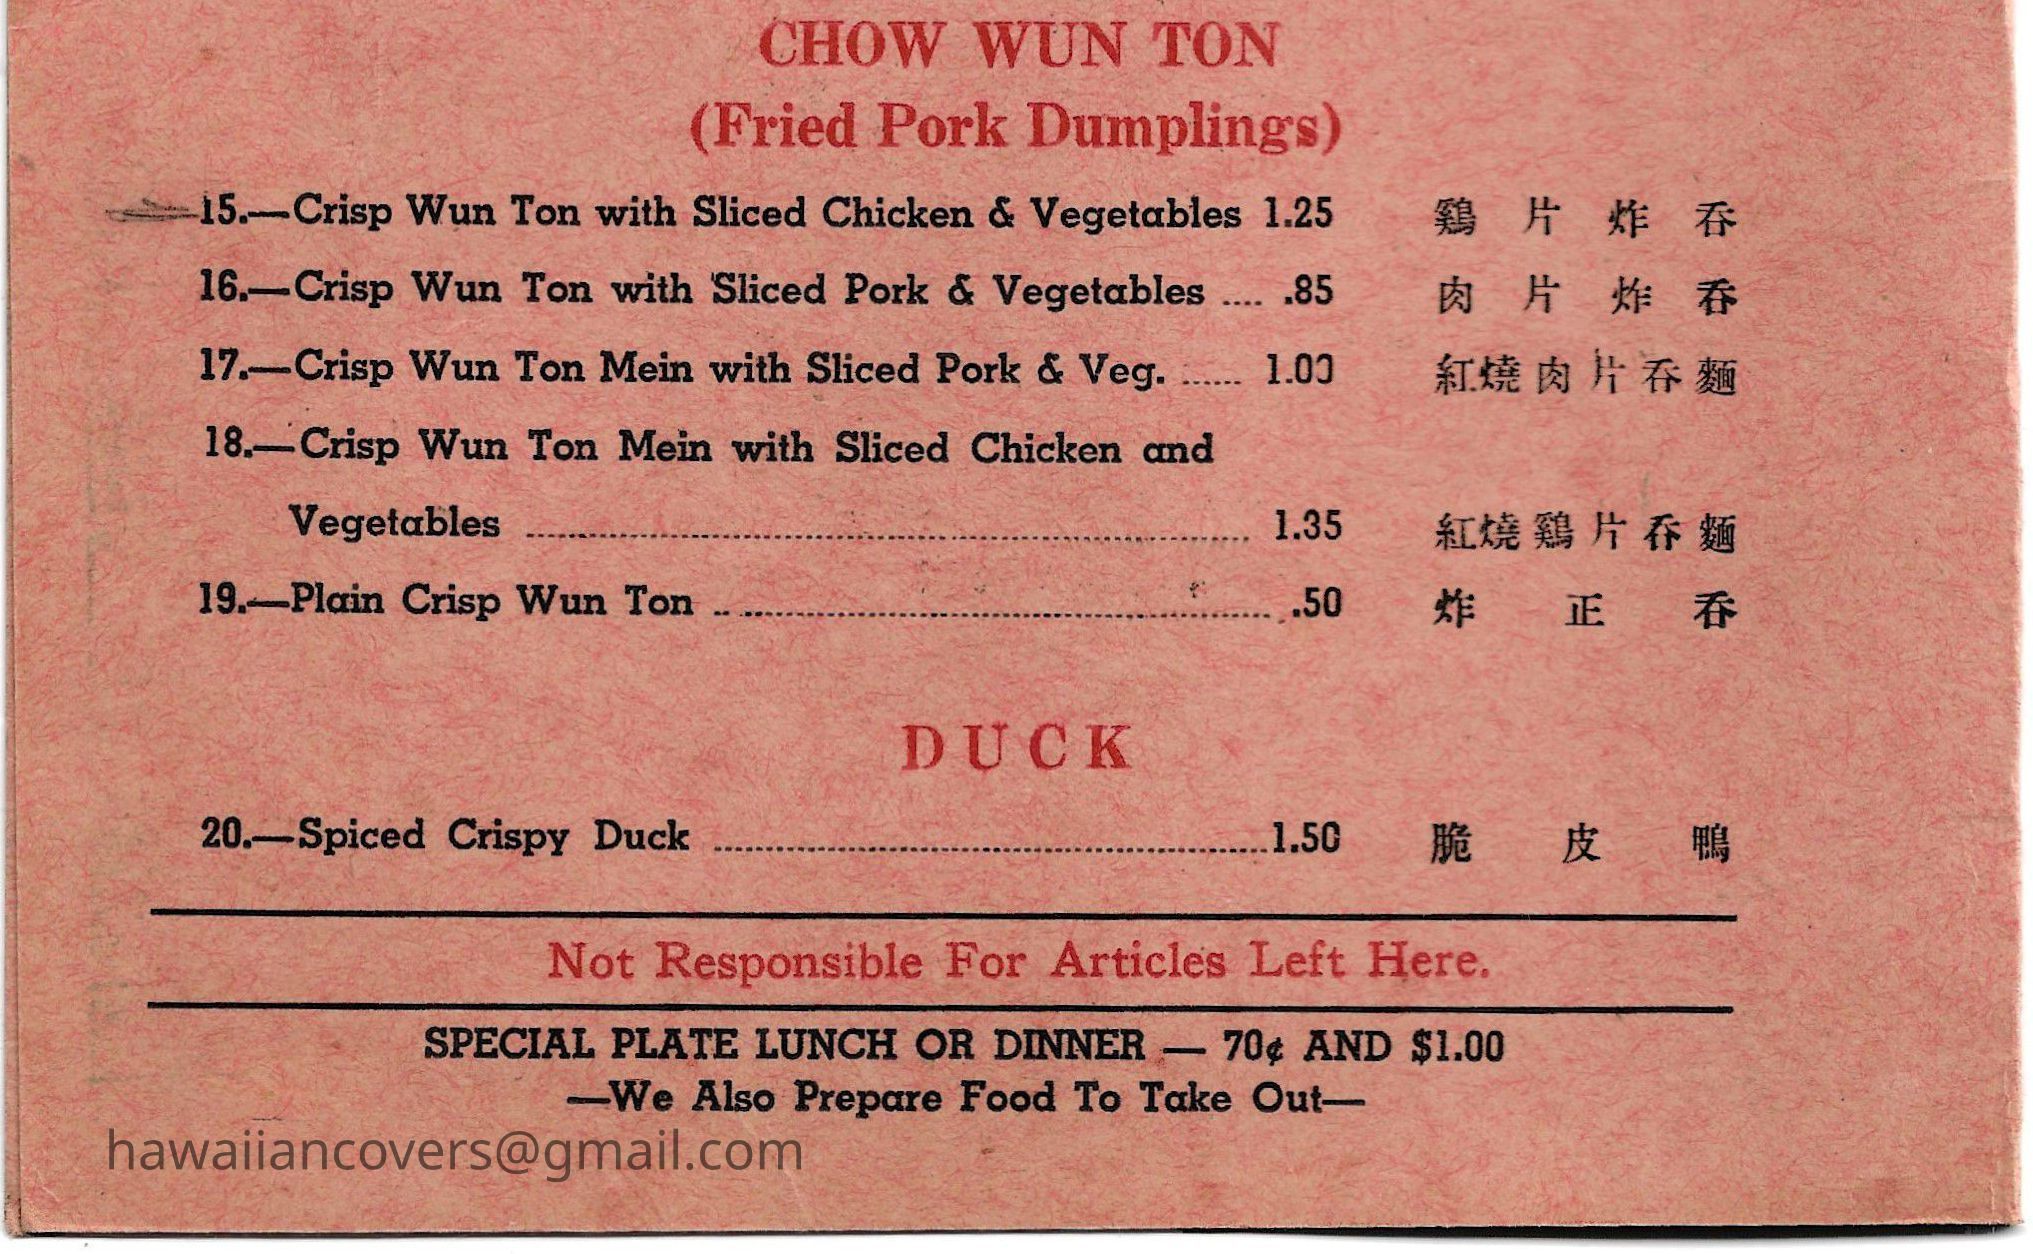 CHOW WUN TON
(Fried Pork Dumplings)
15.—Crisp Wun Ton with Sliced Chicken & Vegetables 1.25 鷄片炸吞
16.—Crisp Wun Ton with Sliced Pork & Vegetables .... .85 肉片炸吞
17.—Crisp Wun Ton Mein with Sliced Pork & Veg. ...... 1.00 紅燒肉片吞麵
18.—Crisp Wun Ton Mein with Sliced Chicken and
Vegetables ........................ 1.35 紅燒鷄片吞麵
19.—Plain Crisp Wun Ton ........................ .50 炸正吞
DUCK
20.—Spiced Crispy Duck ........................ 1.50 脆皮鴨
Not Responsible For Articles Left Here.
SPECIAL PLATE LUNCH OR DINNER — 70¢ AND $1.00
—We Also Prepare Food To Take Out—
hawaiiancovers@gmail.com